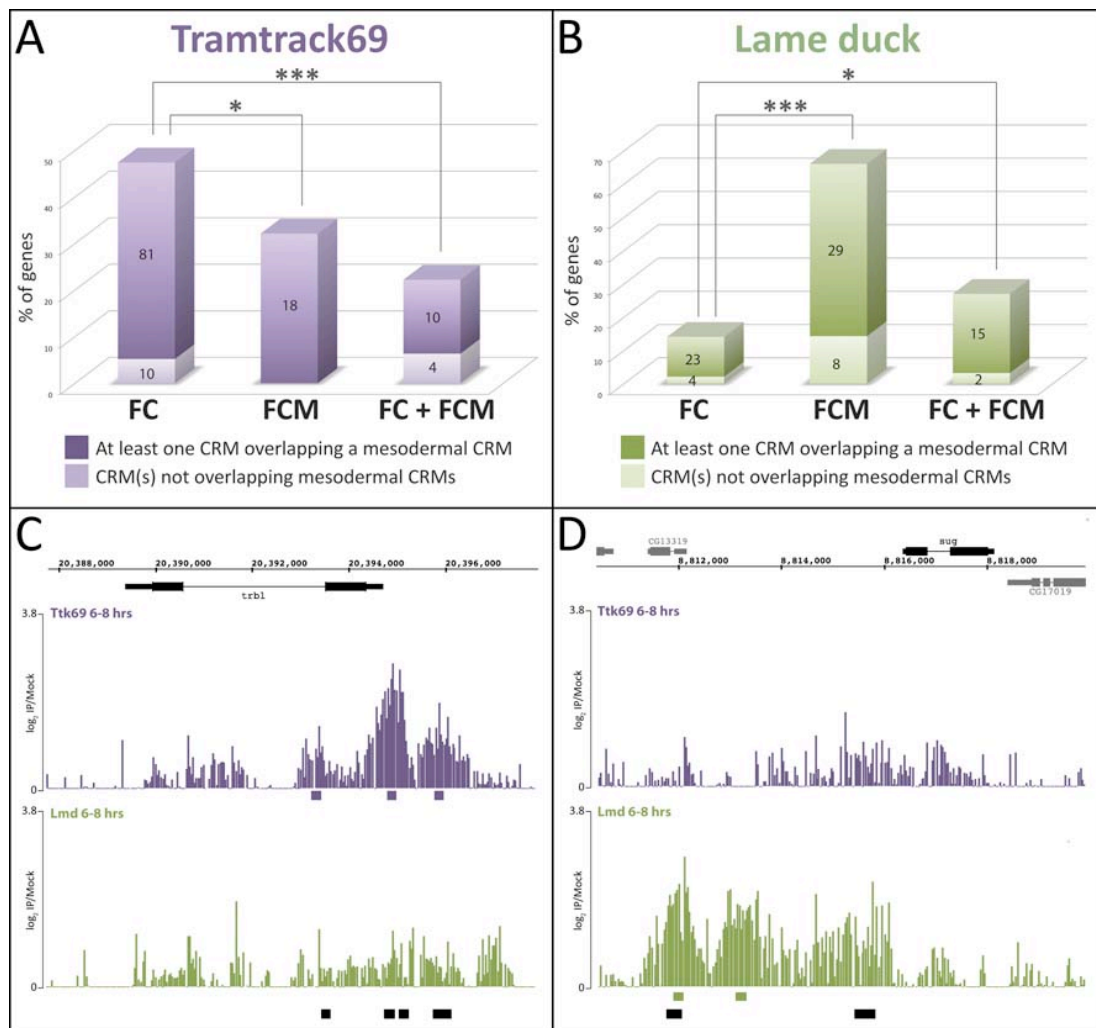 A
Tramtrack69
***
*
50
40
30
20
10
0
% of genes
81
10
18
10
4
FC
FCM
FC + FCM
At least one CRM overlapping a mesodermal CRM
CRM(s) not overlapping mesodermal CRMs
B
Lame duck
*
***
70
60
50
40
30
20
10
0
% of genes
23
4
29
8
15
2
FC
FCM
FC + FCM
At least one CRM overlapping a mesodermal CRM
CRM(s) not overlapping mesodermal CRMs
C
20,388,000 20,390,000 20,392,000 20,394,000 20,396,000
trbl
3.8
Ttk69 6-8 hrs
log2 IP/Mock
0
3.8
Lmd 6-8 hrs
log2 IP/Mock
0
D
CG13319
sug
8,812,000 8,814,000 8,816,000 8,818,000
CG17019
3.8
Ttk69 6-8 hrs
log2 IP/Mock
0
3.8
Lmd 6-8 hrs
log2 IP/Mock
0